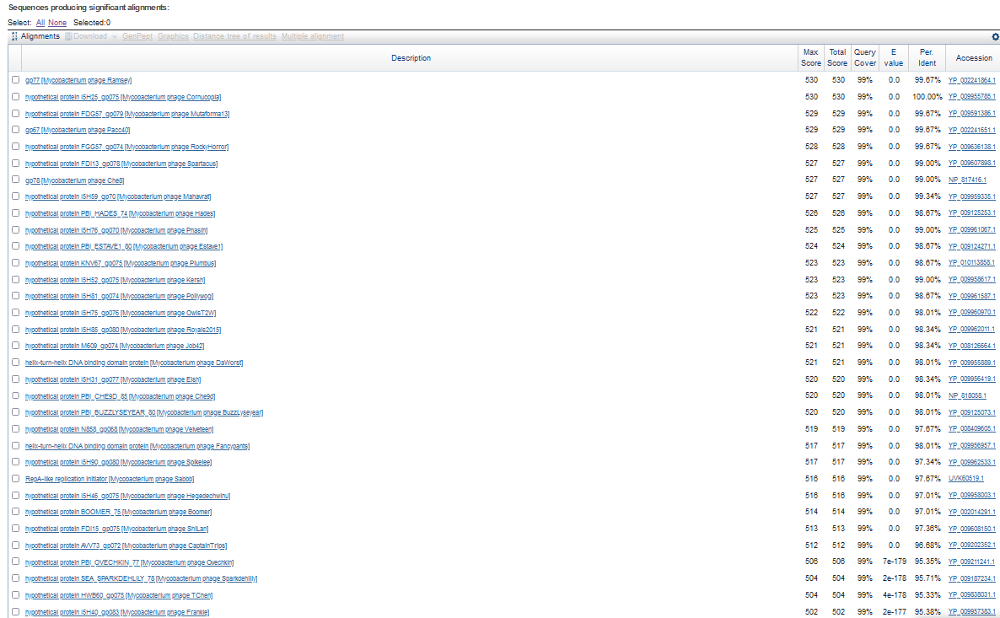 Sequences producing significant alignments:
Select: All None Selected:0
Alignments Download GenPept Graphics Distance tree of results Multiple alignment
Description Max Score Total Score Query Cover E value Per. Ident Accession
gp77 [Mycobacterium phage Ramsey] 530 530 99% 0.0 99.67% YP_002241864.1
hypothetical protein I5H25_gp075 [Mycobacterium phage Cornucopia] 530 530 99% 0.0 100.00% YP_009955785.1
hypothetical protein FDG57_gp079 [Mycobacterium phage Mutaforma13] 529 529 99% 0.0 99.67% YP_009591386.1
gp67 [Mycobacterium phage Pacc40] 529 529 99% 0.0 99.67% YP_002241651.1
hypothetical protein FGG57_gp074 [Mycobacterium phage RockyHorror] 528 528 99% 0.0 99.67% YP_009636138.1
hypothetical protein FDI13_gp078 [Mycobacterium phage Spartacus] 527 527 99% 0.0 99.00% YP_009607898.1
gp78 [Mycobacterium phage Che8] 527 527 99% 0.0 99.00% NP_817416.1
hypothetical protein I5H59_gp70 [Mycobacterium phage Mahavrat] 527 527 99% 0.0 99.34% YP_009959335.1
hypothetical protein PBI_HADES_74 [Mycobacterium phage Hades] 526 526 99% 0.0 98.67% YP_009125253.1
hypothetical protein I5H76_gp070 [Mycobacterium phage Phasih] 525 525 99% 0.0 99.00% YP_009961067.1
hypothetical protein PBI_ESTAVE1_80 [Mycobacterium phage Estave1] 524 524 99% 0.0 98.67% YP_009124271.1
hypothetical protein KNV67_gp075 [Mycobacterium phage Plumbus] 523 523 99% 0.0 98.67% YP_010113858.1
hypothetical protein I5H52_gp075 [Mycobacterium phage Kersh] 523 523 99% 0.0 99.00% YP_009958617.1
hypothetical protein I5H81_gp074 [Mycobacterium phage Pollywog] 523 523 99% 0.0 98.67% YP_009961587.1
hypothetical protein I5H75_gp076 [Mycobacterium phage OwlsT2W] 522 522 99% 0.0 98.01% YP_009960970.1
hypothetical protein I5H85_gp080 [Mycobacterium phage Royals2015] 521 521 99% 0.0 98.34% YP_009962011.1
hypothetical protein M609_gp074 [Mycobacterium phage Job42] 521 521 99% 0.0 98.34% YP_008126664.1
helix-turn-helix DNA binding domain protein [Mycobacterium phage DaWorst] 521 521 99% 0.0 98.01% YP_009955889.1
hypothetical protein I5H31_gp077 [Mycobacterium phage Eish] 520 520 99% 0.0 98.34% YP_009956419.1
hypothetical protein PBI_CHE9D_85 [Mycobacterium phage Che9d] 520 520 99% 0.0 98.01% NP_818058.1
hypothetical protein PBI_BUZZLYSEYEAR_80 [Mycobacterium phage BuzzLyseyear] 520 520 99% 0.0 98.01% YP_009125073.1
hypothetical protein N858_gp068 [Mycobacterium phage Velveteen] 519 519 99% 0.0 97.67% YP_008409605.1
helix-turn-helix DNA binding domain protein [Mycobacterium phage Fancypants] 517 517 99% 0.0 98.01% YP_009956957.1
hypothetical protein I5H90_gp080 [Mycobacterium phage Spikelee] 517 517 99% 0.0 97.34% YP_009962533.1
RepA-like replication initiator [Mycobacterium phage Sabbb] 516 516 99% 0.0 97.67% UVK60519.1
hypothetical protein I5H46_gp075 [Mycobacterium phage Hegedechwinu] 516 516 99% 0.0 97.01% YP_009958003.1
hypothetical protein BOOMER_75 [Mycobacterium phage Boomer] 514 514 99% 0.0 97.01% YP_002014291.1
hypothetical protein FDI15_gp075 [Mycobacterium phage ShiLan] 513 513 99% 0.0 97.36% YP_009608150.1
hypothetical protein AVV73_gp072 [Mycobacterium phage CaptainTrips] 512 512 99% 0.0 96.68% YP_009202352.1
hypothetical protein PBI_OVECHKIN_77 [Mycobacterium phage Ovechkin] 506 506 99% 7e-179 95.35% YP_009211241.1
hypothetical protein SEA_SPARKDEHLILY_78 [Mycobacterium phage Sparkdehlily] 504 504 99% 2e-178 95.71% YP_009187234.1
hypothetical protein HWB60_gp075 [Mycobacterium phage TChen] 504 504 99% 4e-178 95.33% YP_009838031.1
hypothetical protein I5H40_gp083 [Mycobacterium phage Frankie] 502 502 99% 2e-177 95.38% YP_009957383.1